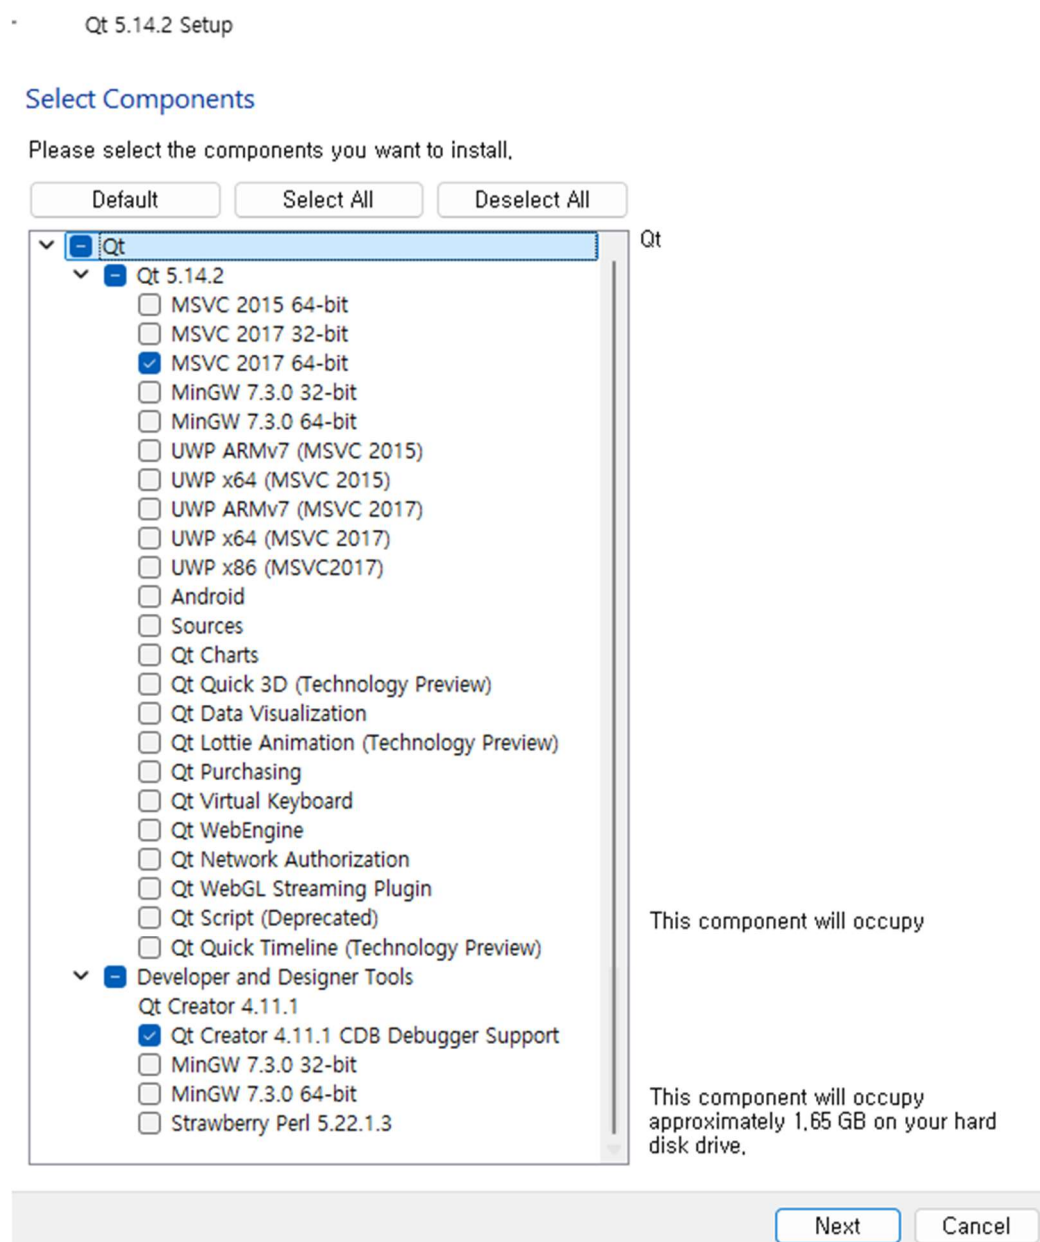 Qt 5.14.2 Setup
Select Components
Please select the components you want to install.
Default
Select All
Deselect All
Qt
Qt
Qt 5.14.2
MSVC 2015 64-bit
MSVC 2017 32-bit
MSVC 2017 64-bit
MinGW 7.3.0 32-bit
MinGW 7.3.0 64-bit
UWP ARMv7 (MSVC 2015)
UWP x64 (MSVC 2015)
UWP ARMv7 (MSVC 2017)
UWP x64 (MSVC 2017)
UWP x86 (MSVC2017)
Android
Sources
Qt Charts
Qt Quick 3D (Technology Preview)
Qt Data Visualization
Qt Lottie Animation (Technology Preview)
Qt Purchasing
Qt Virtual Keyboard
Qt WebEngine
Qt Network Authorization
Qt WebGL Streaming Plugin
Qt Script (Deprecated)
This component will occupy
Qt Quick Timeline (Technology Preview)
Developer and Designer Tools
Qt Creator 4.11.1
Qt Creator 4.11.1 CDB Debugger Support
MinGW 7.3.0 32-bit
MinGW 7.3.0 64-bit
Strawberry Perl 5.22.1.3
This component will occupy
approximately 1.65 GB on your hard
disk drive.
Next
Cancel